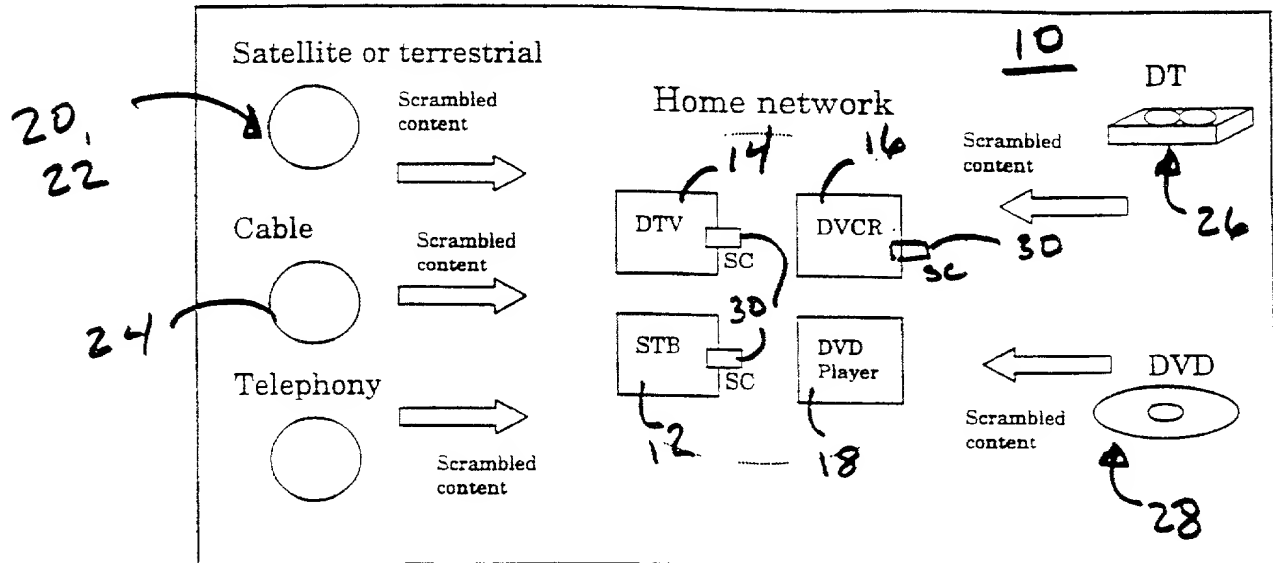 10
Satellite or terrestrial
DT
20,
22
Scrambled
content
Home network
14
16
Scrambled
content
26
DTV
SC
DVCR
SC
30
Cable
Scrambled
content
24
30
STB
SC
12
DVD
Player
18
DVD
Scrambled
content
28
Telephony
Scrambled
content